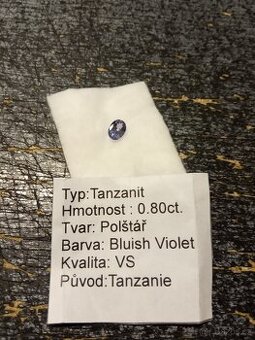 Typ:Tanzanit
Hmotnost : 0.80ct.
Tvar: Polštář
Barva: Bluish Violet
Kvalita: VS
Původ:Tanzanie